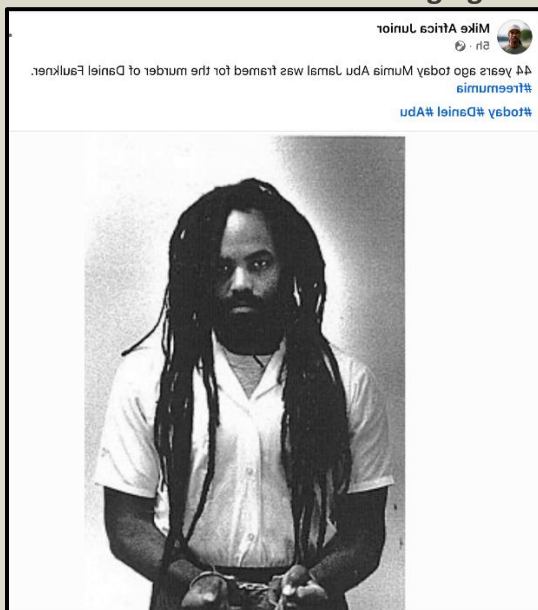 Mike Africa Junior
5h
44 years ago today Mumia Abu Jamal was framed for the murder of Daniel Faulkner.
#freemumia
#today #Daniel #Abu